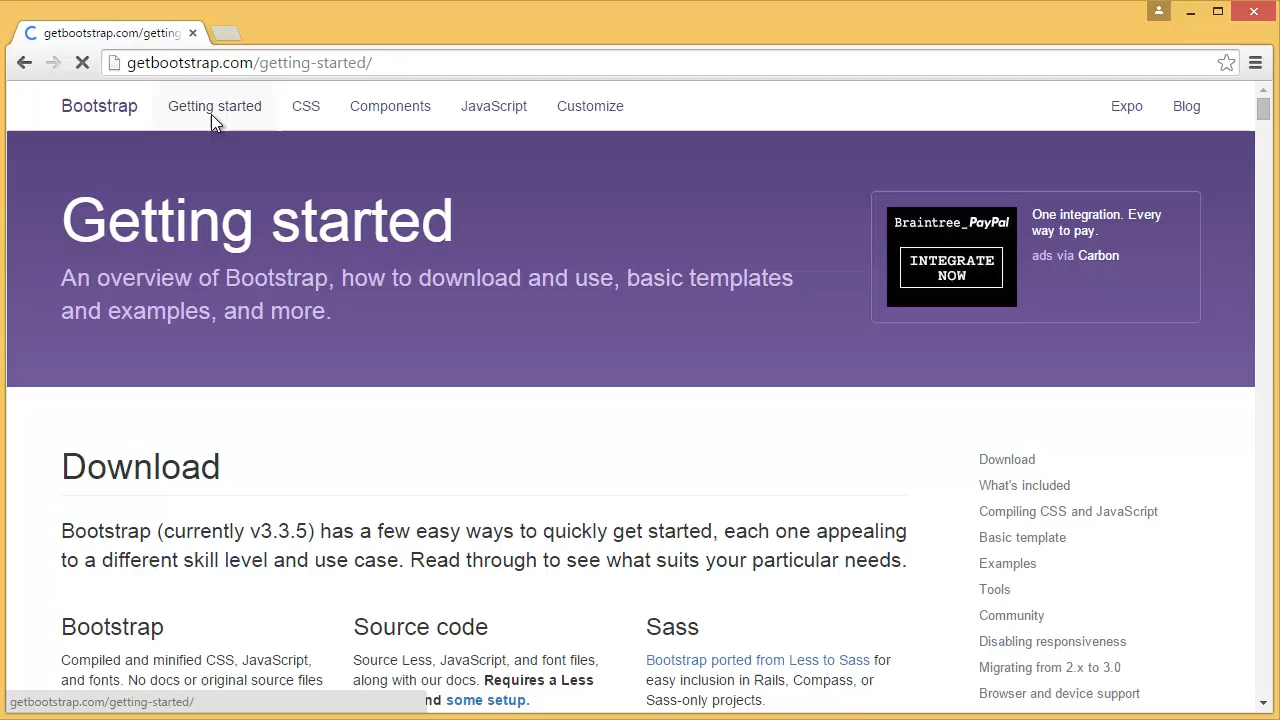 getbootstrap.com/getting
getbootstrap.com/getting-started/
Bootstrap Getting started CSS Components JavaScript Customize Expo Blog
Getting started
An overview of Bootstrap, how to download and use, basic templates
and examples, and more.
Braintree_PayPal
INTEGRATE
NOW
One integration. Every
way to pay.
ads via Carbon
Download
Bootstrap (currently v3.3.5) has a few easy ways to quickly get started, each one appealing
to a different skill level and use case. Read through to see what suits your particular needs.
Bootstrap
Compiled and minified CSS, JavaScript,
and fonts. No docs or original source files
Source code
Source Less, JavaScript, and font files,
along with our docs. Requires a Less
nd some setup.
Sass
Bootstrap ported from Less to Sass for
easy inclusion in Rails, Compass, or
Sass-only projects.
Download
What's included
Compiling CSS and JavaScript
Basic template
Examples
Tools
Community
Disabling responsiveness
Migrating from 2.x to 3.0
Browser and device support
getbootstrap.com/getting-started/